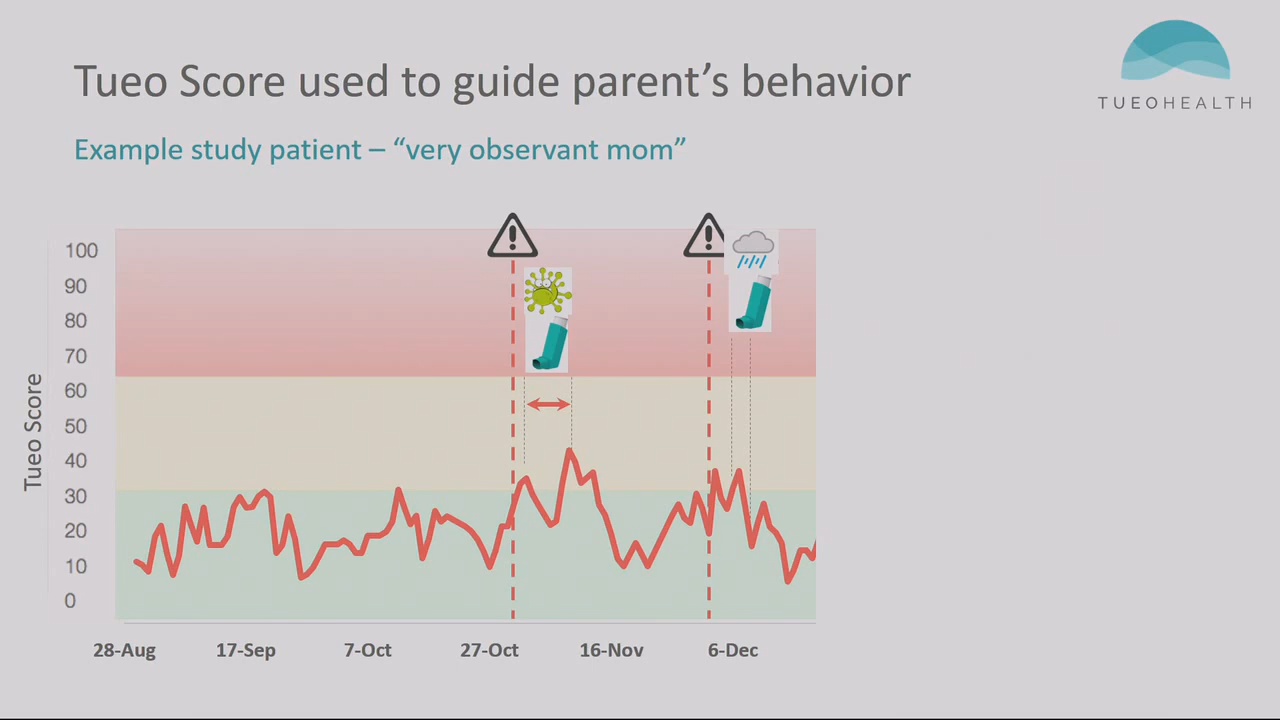 Tueo Score used to guide parent’s behavior
TUEOHEALTH
Example study patient – “very observant mom”
Tueo Score
100
90
80
70
60
50
40
30
20
10
0
28-Aug
17-Sep
7-Oct
27-Oct
16-Nov
6-Dec